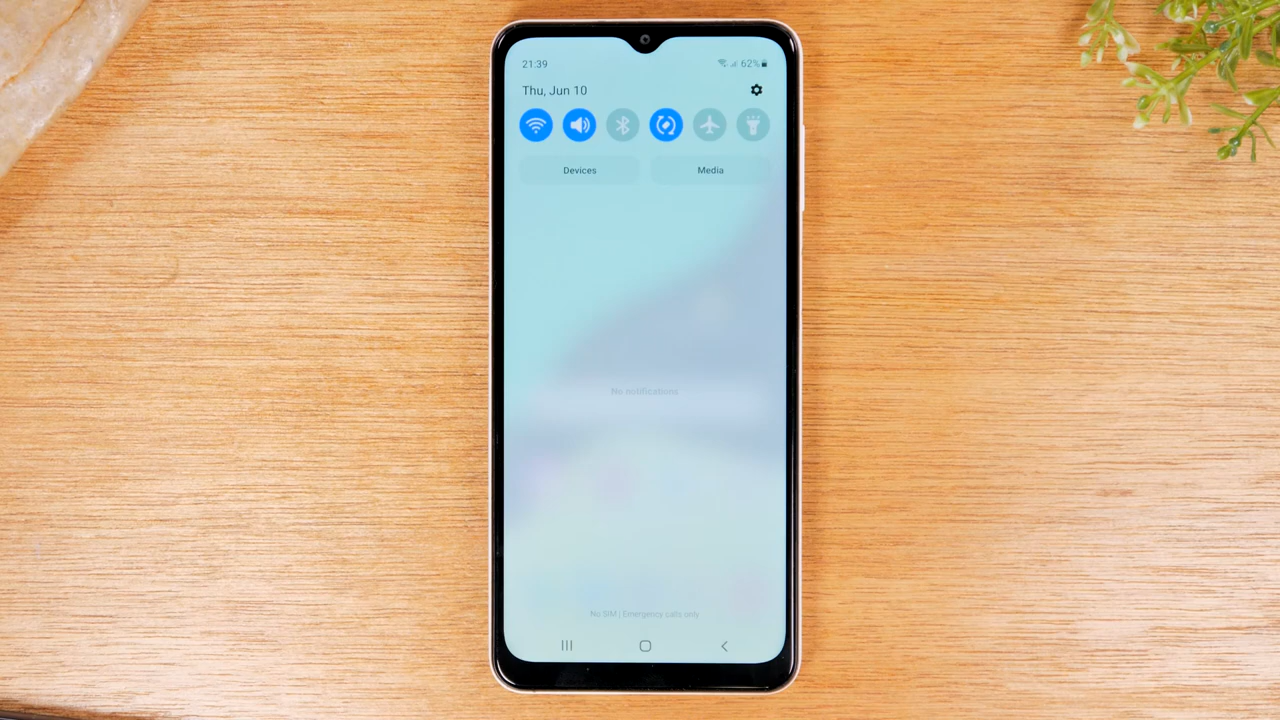 21:39 62%
Thu, Jun 10
Devices Media
No notifications
No SIM | Emergency calls only